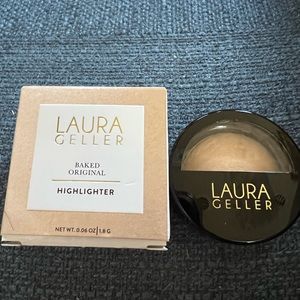 LAURA
GELLER
BAKED
ORIGINAL
HIGHLIGHTER
NET WT. 0.06 OZ | 1.8 G
LAURA
GELLER